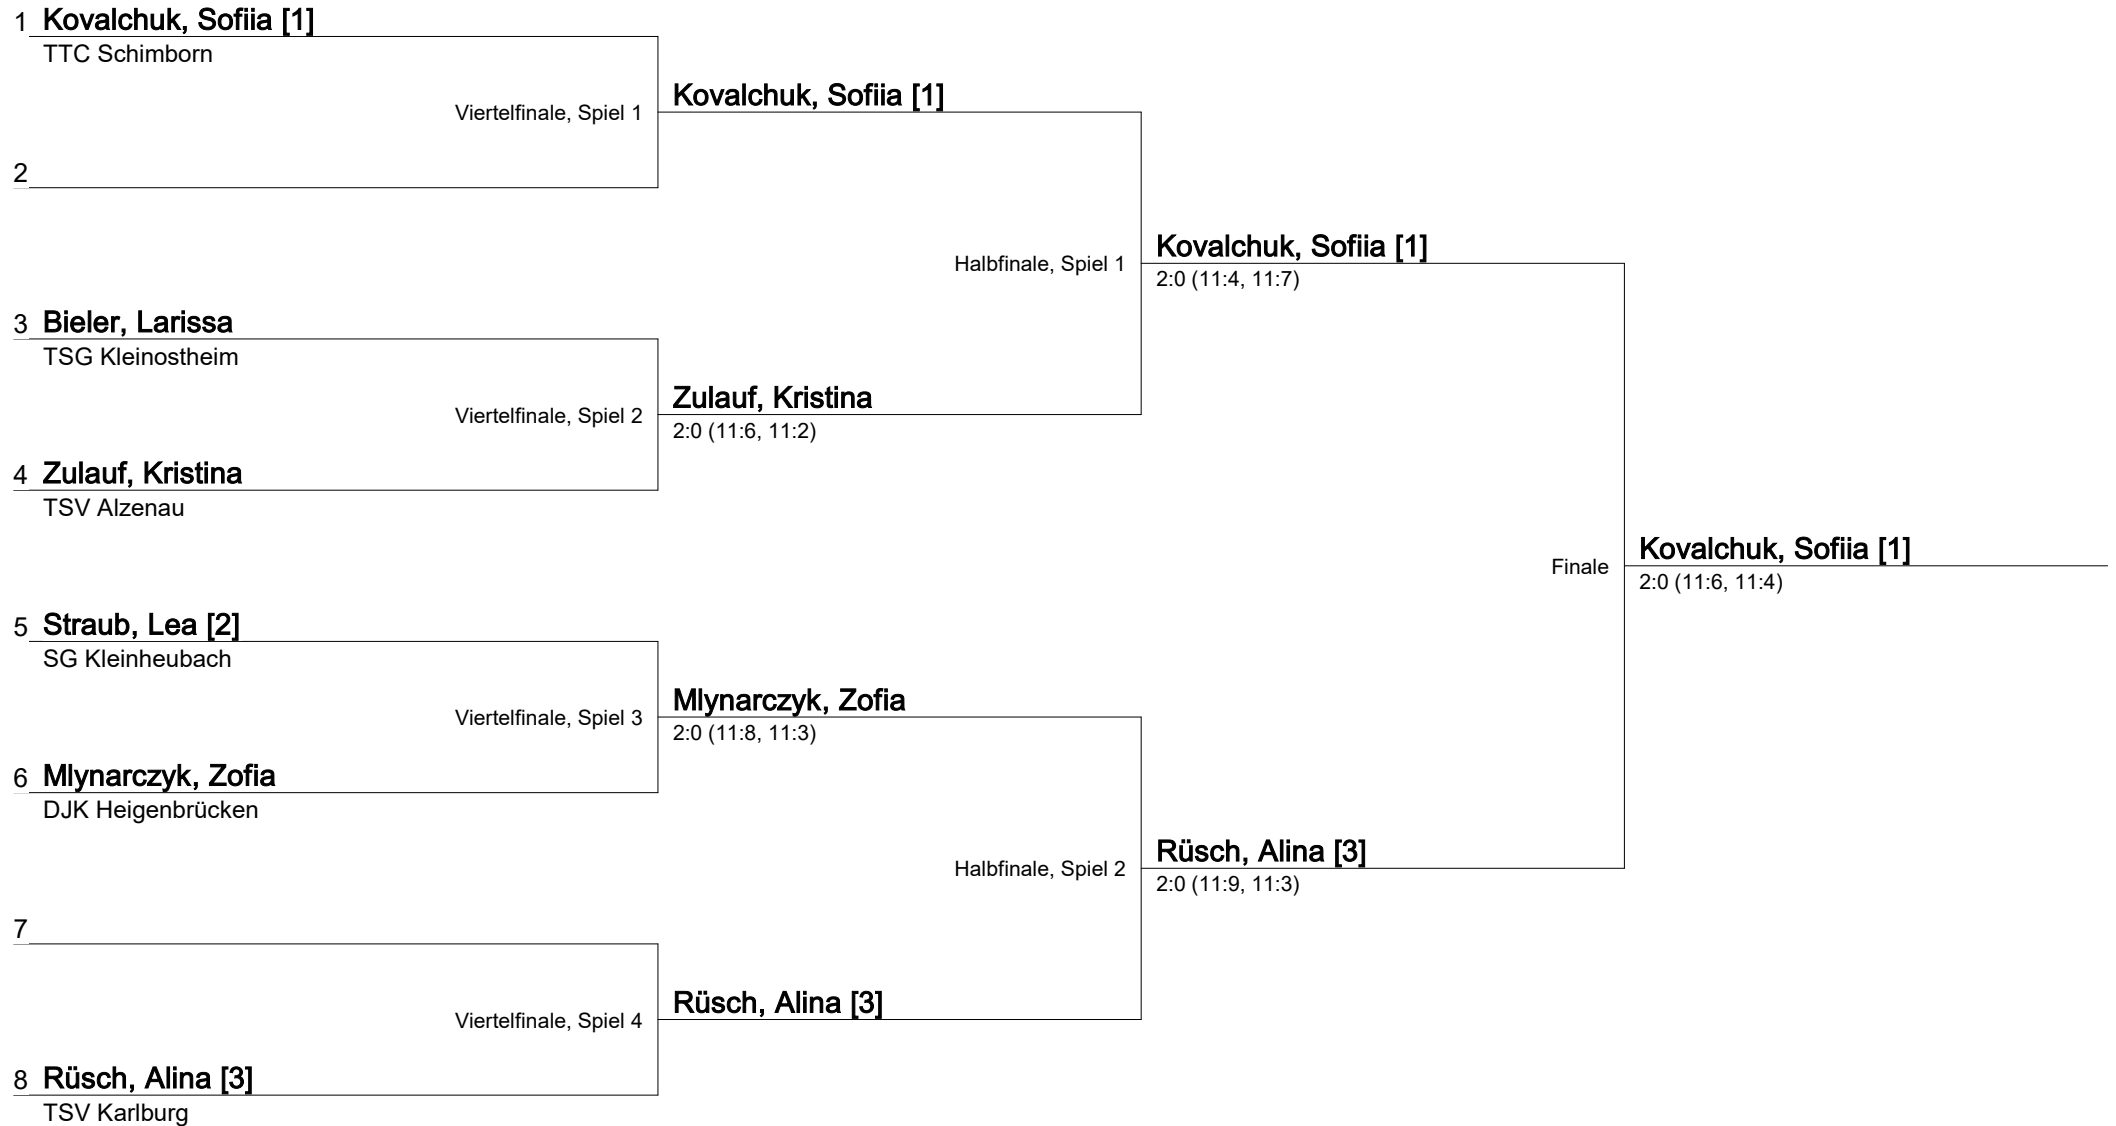 1 Kovalchuk, Sofiia [1]
TTC Schimborn
Viertelfinale, Spiel 1
Kovalchuk, Sofiia [1]
2
Halbfinale, Spiel 1
Kovalchuk, Sofiia [1]
2:0 (11:4, 11:7)
3 Bieler, Larissa
TSG Kleinostheim
Viertelfinale, Spiel 2
Zulauf, Kristina
2:0 (11:6, 11:2)
4 Zulauf, Kristina
TSV Alzenau
Finale
Kovalchuk, Sofiia [1]
2:0 (11:6, 11:4)
5 Straub, Lea [2]
SG Kleinheubach
Viertelfinale, Spiel 3
Mlynarczyk, Zofia
2:0 (11:8, 11:3)
6 Mlynarczyk, Zofia
DJK Heigenbrücken
Halbfinale, Spiel 2
Rüsch, Alina [3]
2:0 (11:9, 11:3)
7
Viertelfinale, Spiel 4
Rüsch, Alina [3]
8 Rüsch, Alina [3]
TSV Karlburg